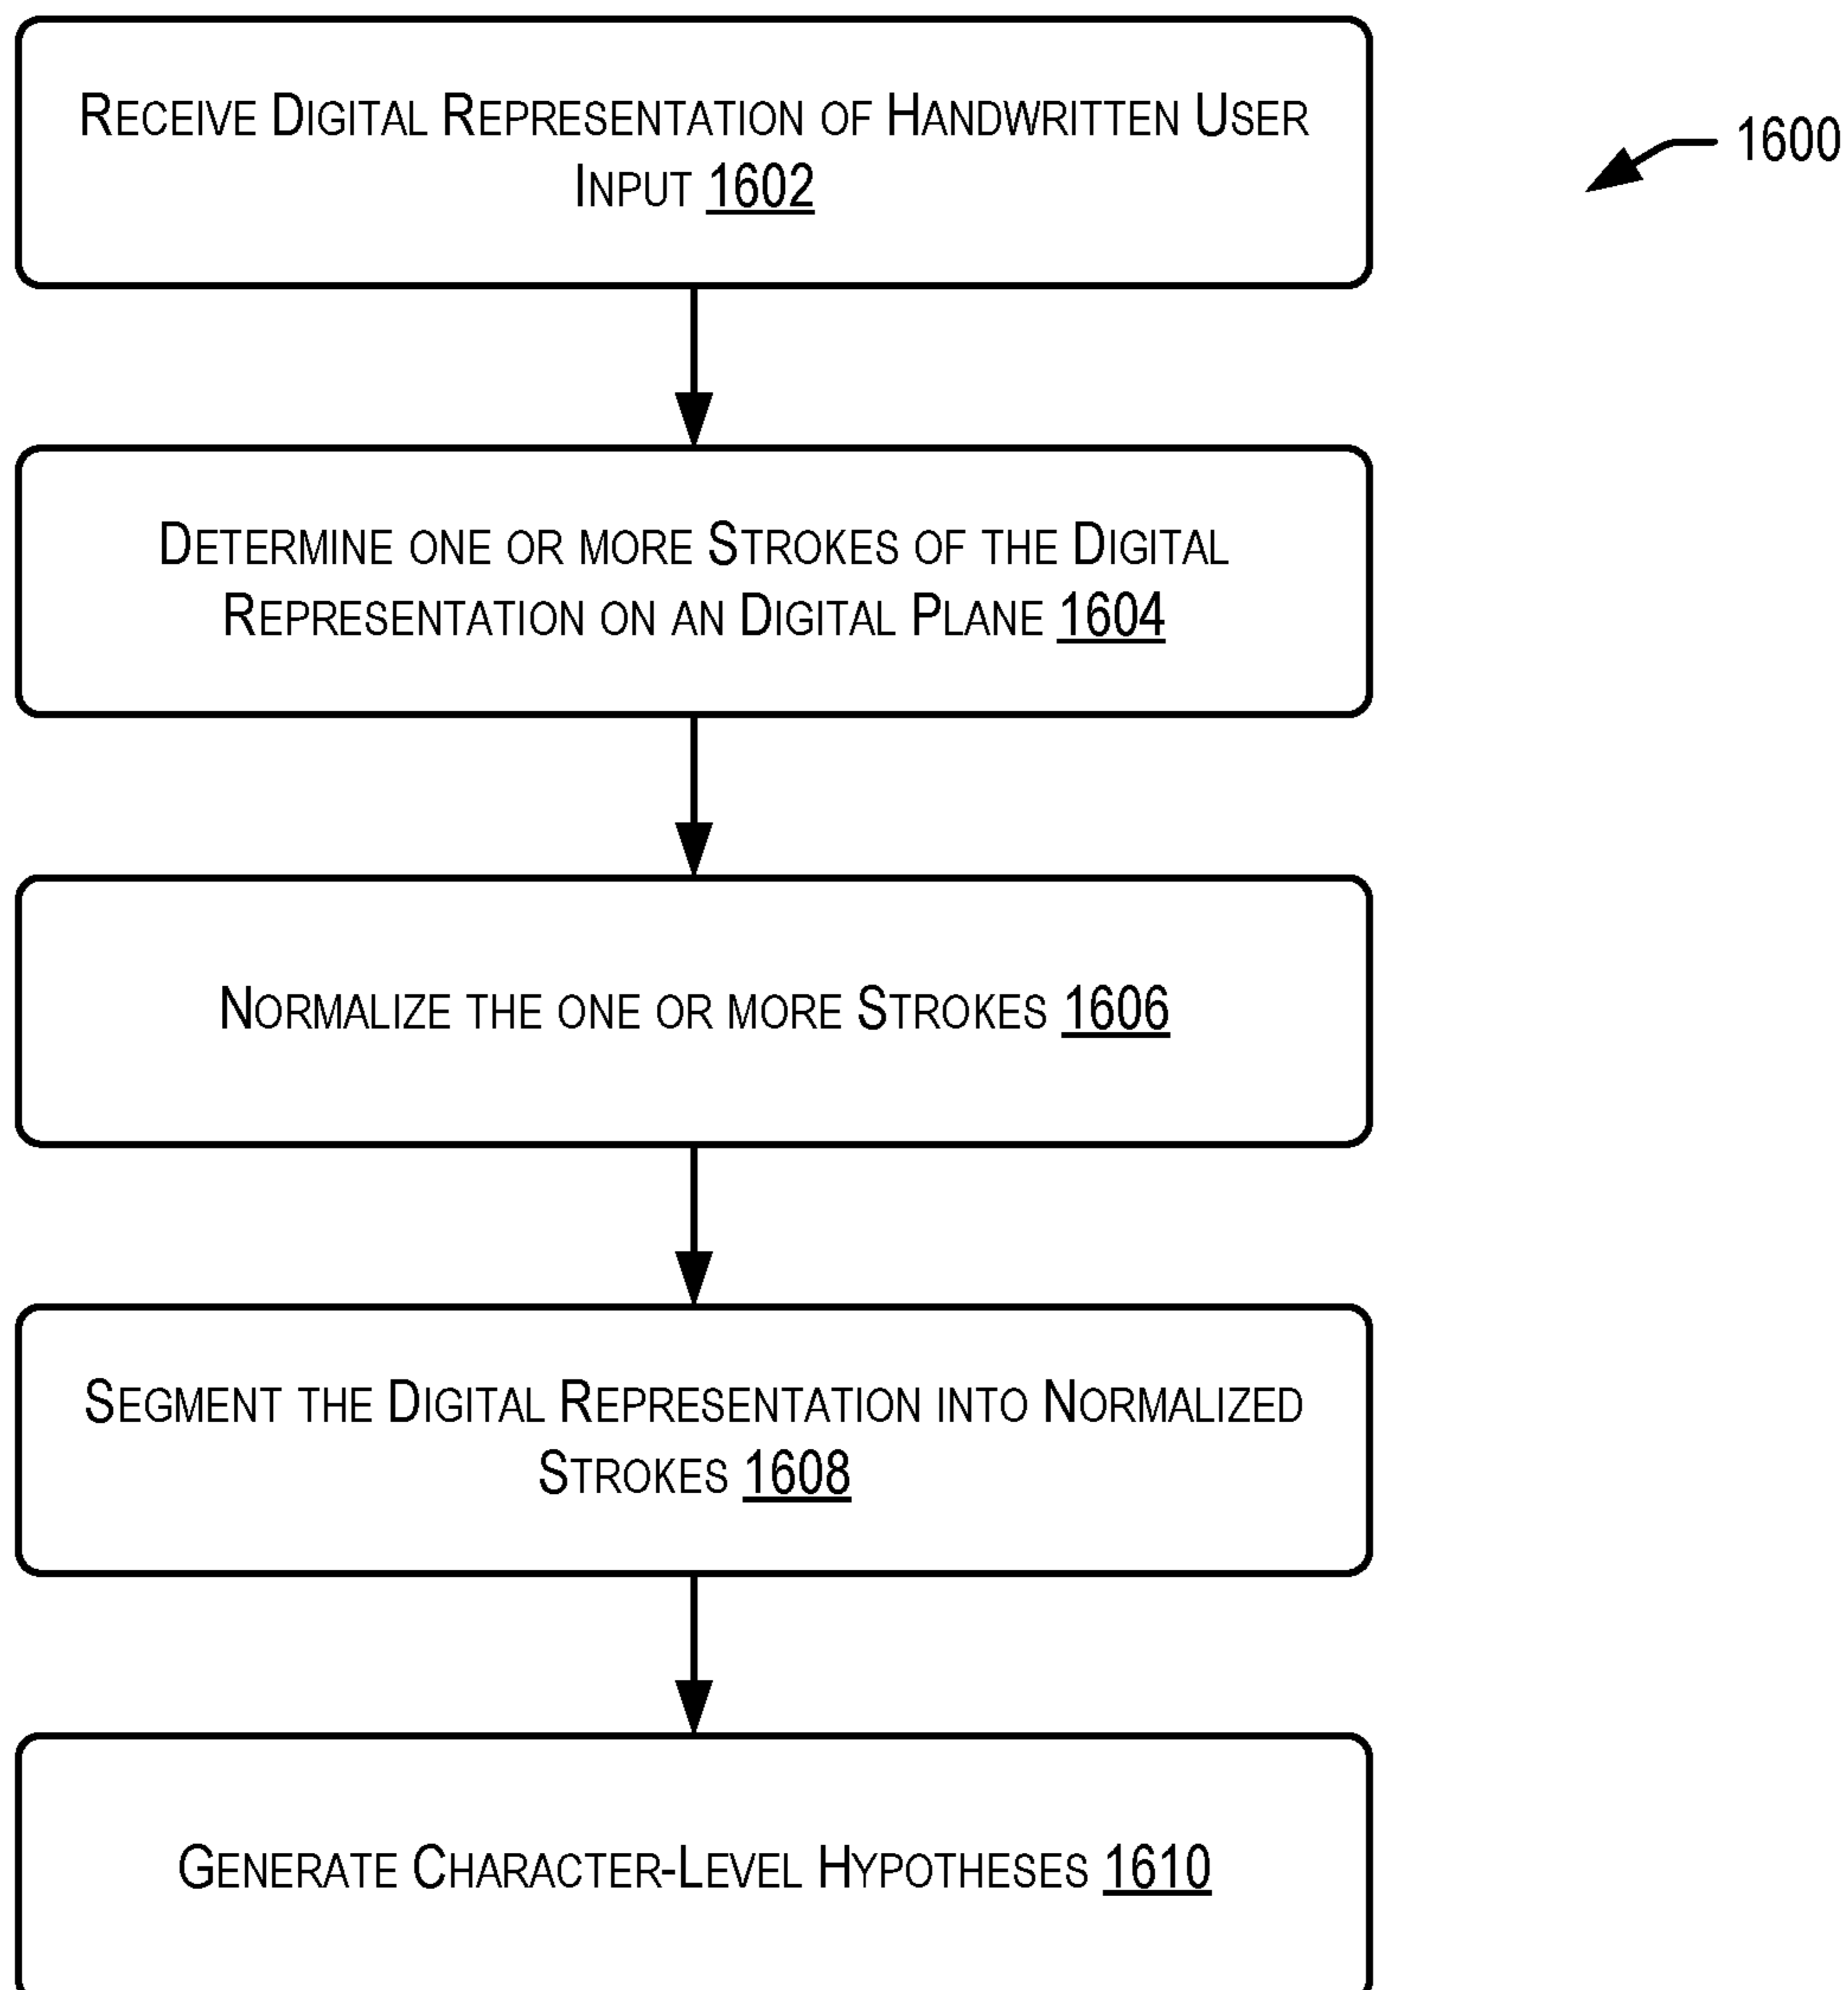 Receive Digital Representation of Handwritten User
Input 1602
1600
Determine one or more Strokes of the Digital
Representation on an Digital Plane 1604
Normalize the one or more Strokes 1606
Segment the Digital Representation into Normalized
Strokes 1608
Generate Character-Level Hypotheses 1610